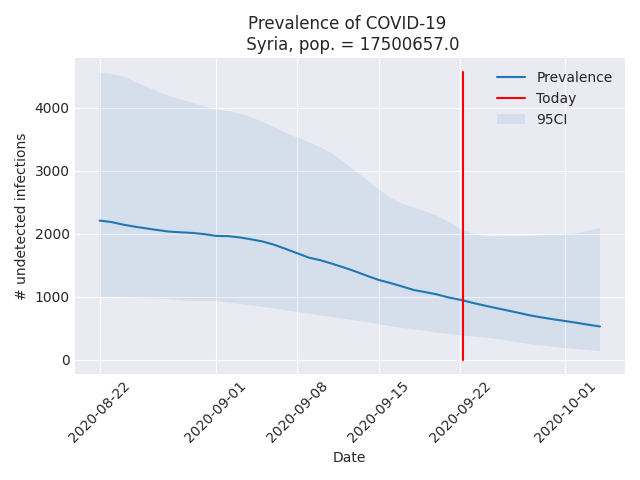 Prevalence of COVID-19
Syria, pop. = 17500657.0
Prevalence
Today
95CI
# undetected infections
4000
3000
2000
1000
0
2020-08-22
2020-09-01
2020-09-08
2020-09-15
2020-09-22
2020-10-01
Date